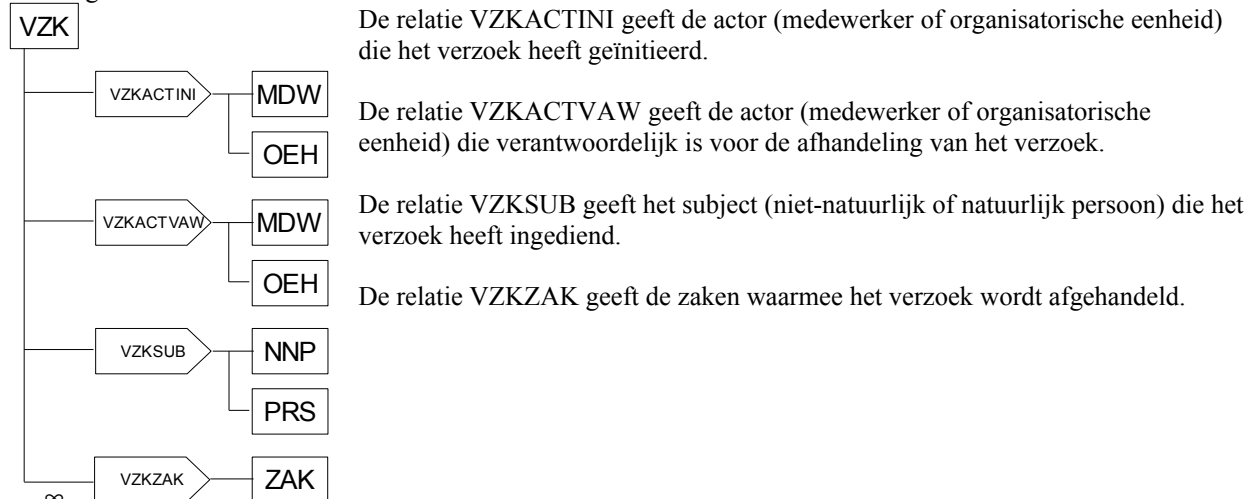 VZK
VZKACTINI
MDW
OEH
VZKACTVAW
MDW
OEH
VZKSUB
NNP
PRS
VZKZAK
ZAK
∞
De relatie VZKACTINI geeft de actor (medewerker of organisatorische eenheid)
die het verzoek heeft geïnitieerd.
De relatie VZKACTVAW geeft de actor (medewerker of organisatorische
eenheid) die verantwoordelijk is voor de afhandeling van het verzoek.
De relatie VZKSUB geeft het subject (niet-natuurlijk of natuurlijk persoon) die het
verzoek heeft ingediend.
De relatie VZKZAK geeft de zaken waarmee het verzoek wordt afgehandeld.